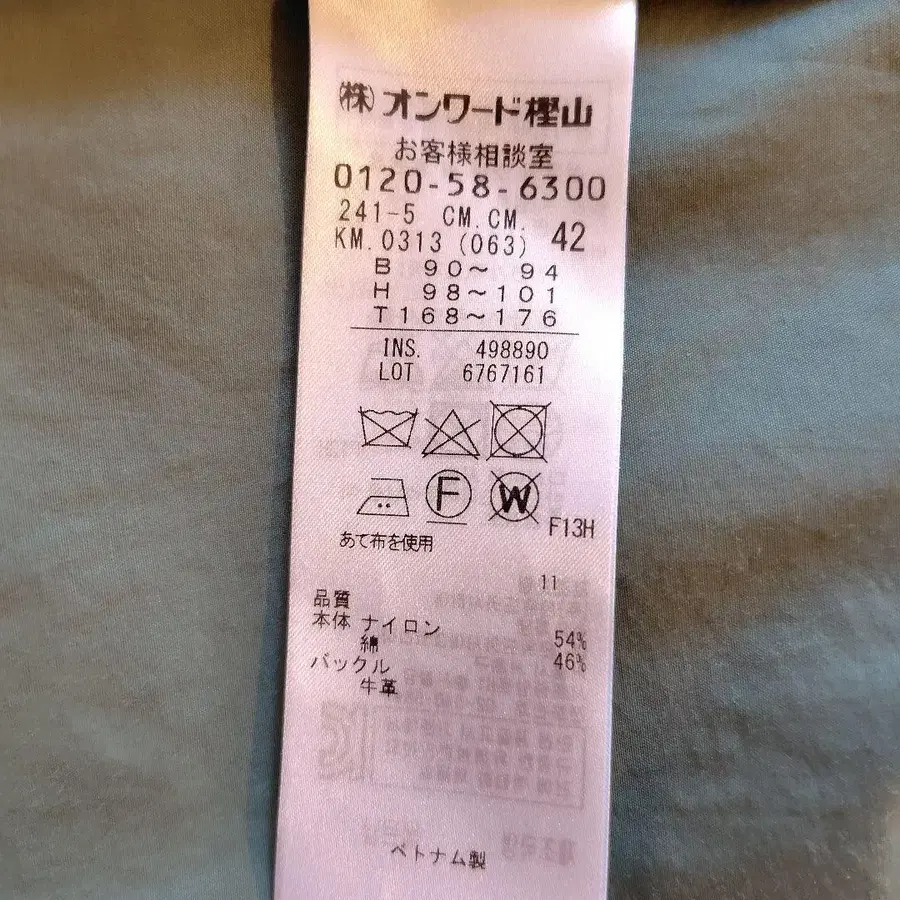 (株)オンワード樫山
お客様相談室
0120-58-6300
241-5 CM.CM.
KM.0313 (063) 42
B 90〜 94
H 98〜101
T168〜176
INS. 498890
LOT 6767161
F W F13H
あて布を使用
11
品質
本体 ナイロン 54%
綿 46%
バックル
牛革
ベトナム製